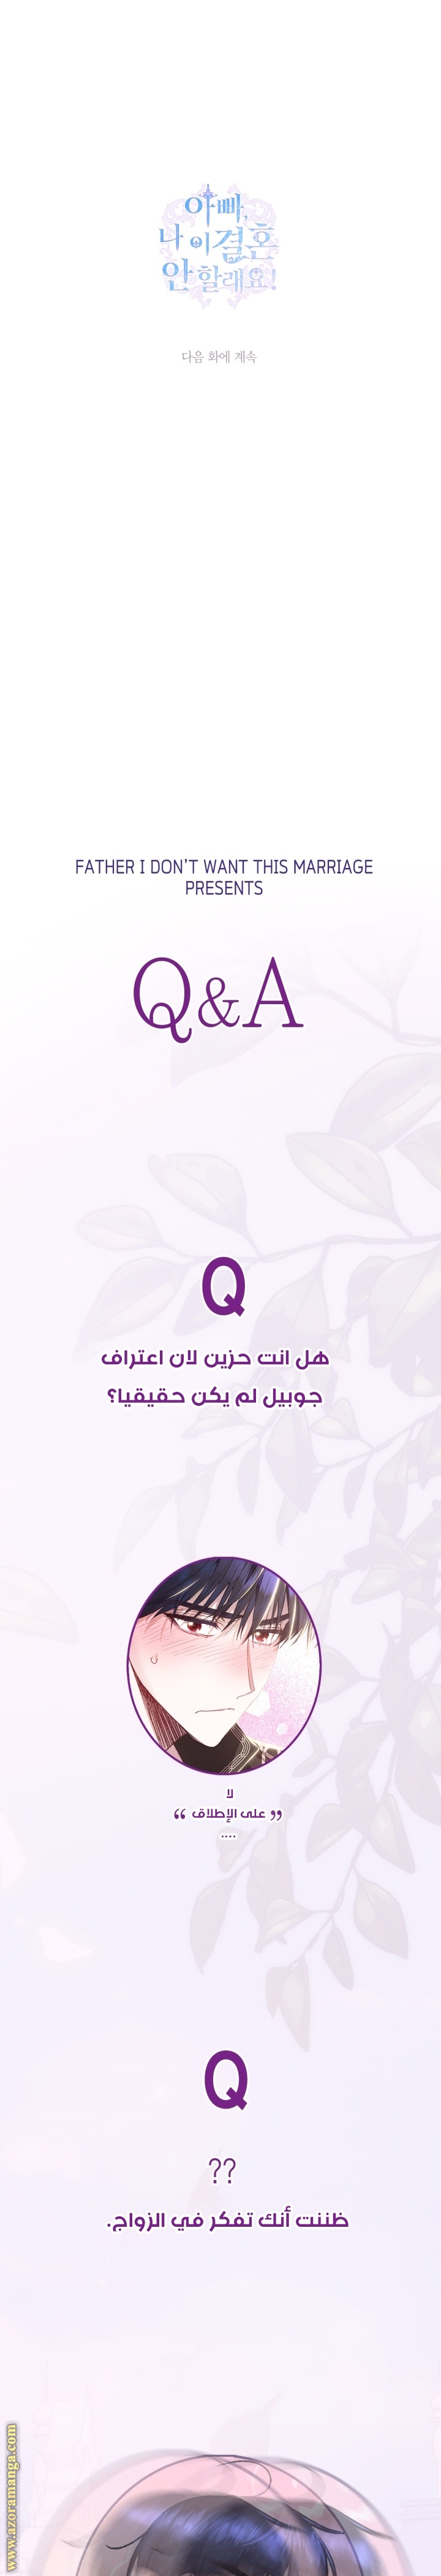 아빠,
나 이 결혼
안 할래요!
다음 화에 계속
FATHER I DON'T WANT THIS MARRIAGE
PRESENTS
Q&A
Q
هل انت حزين لان اعتراف
جوبيل لم يكن حقيقيا؟
لا
“ على الإطلاق ”
....
Q
??
ظننت أنك تفكر في الزواج.
www.azoramanga.com